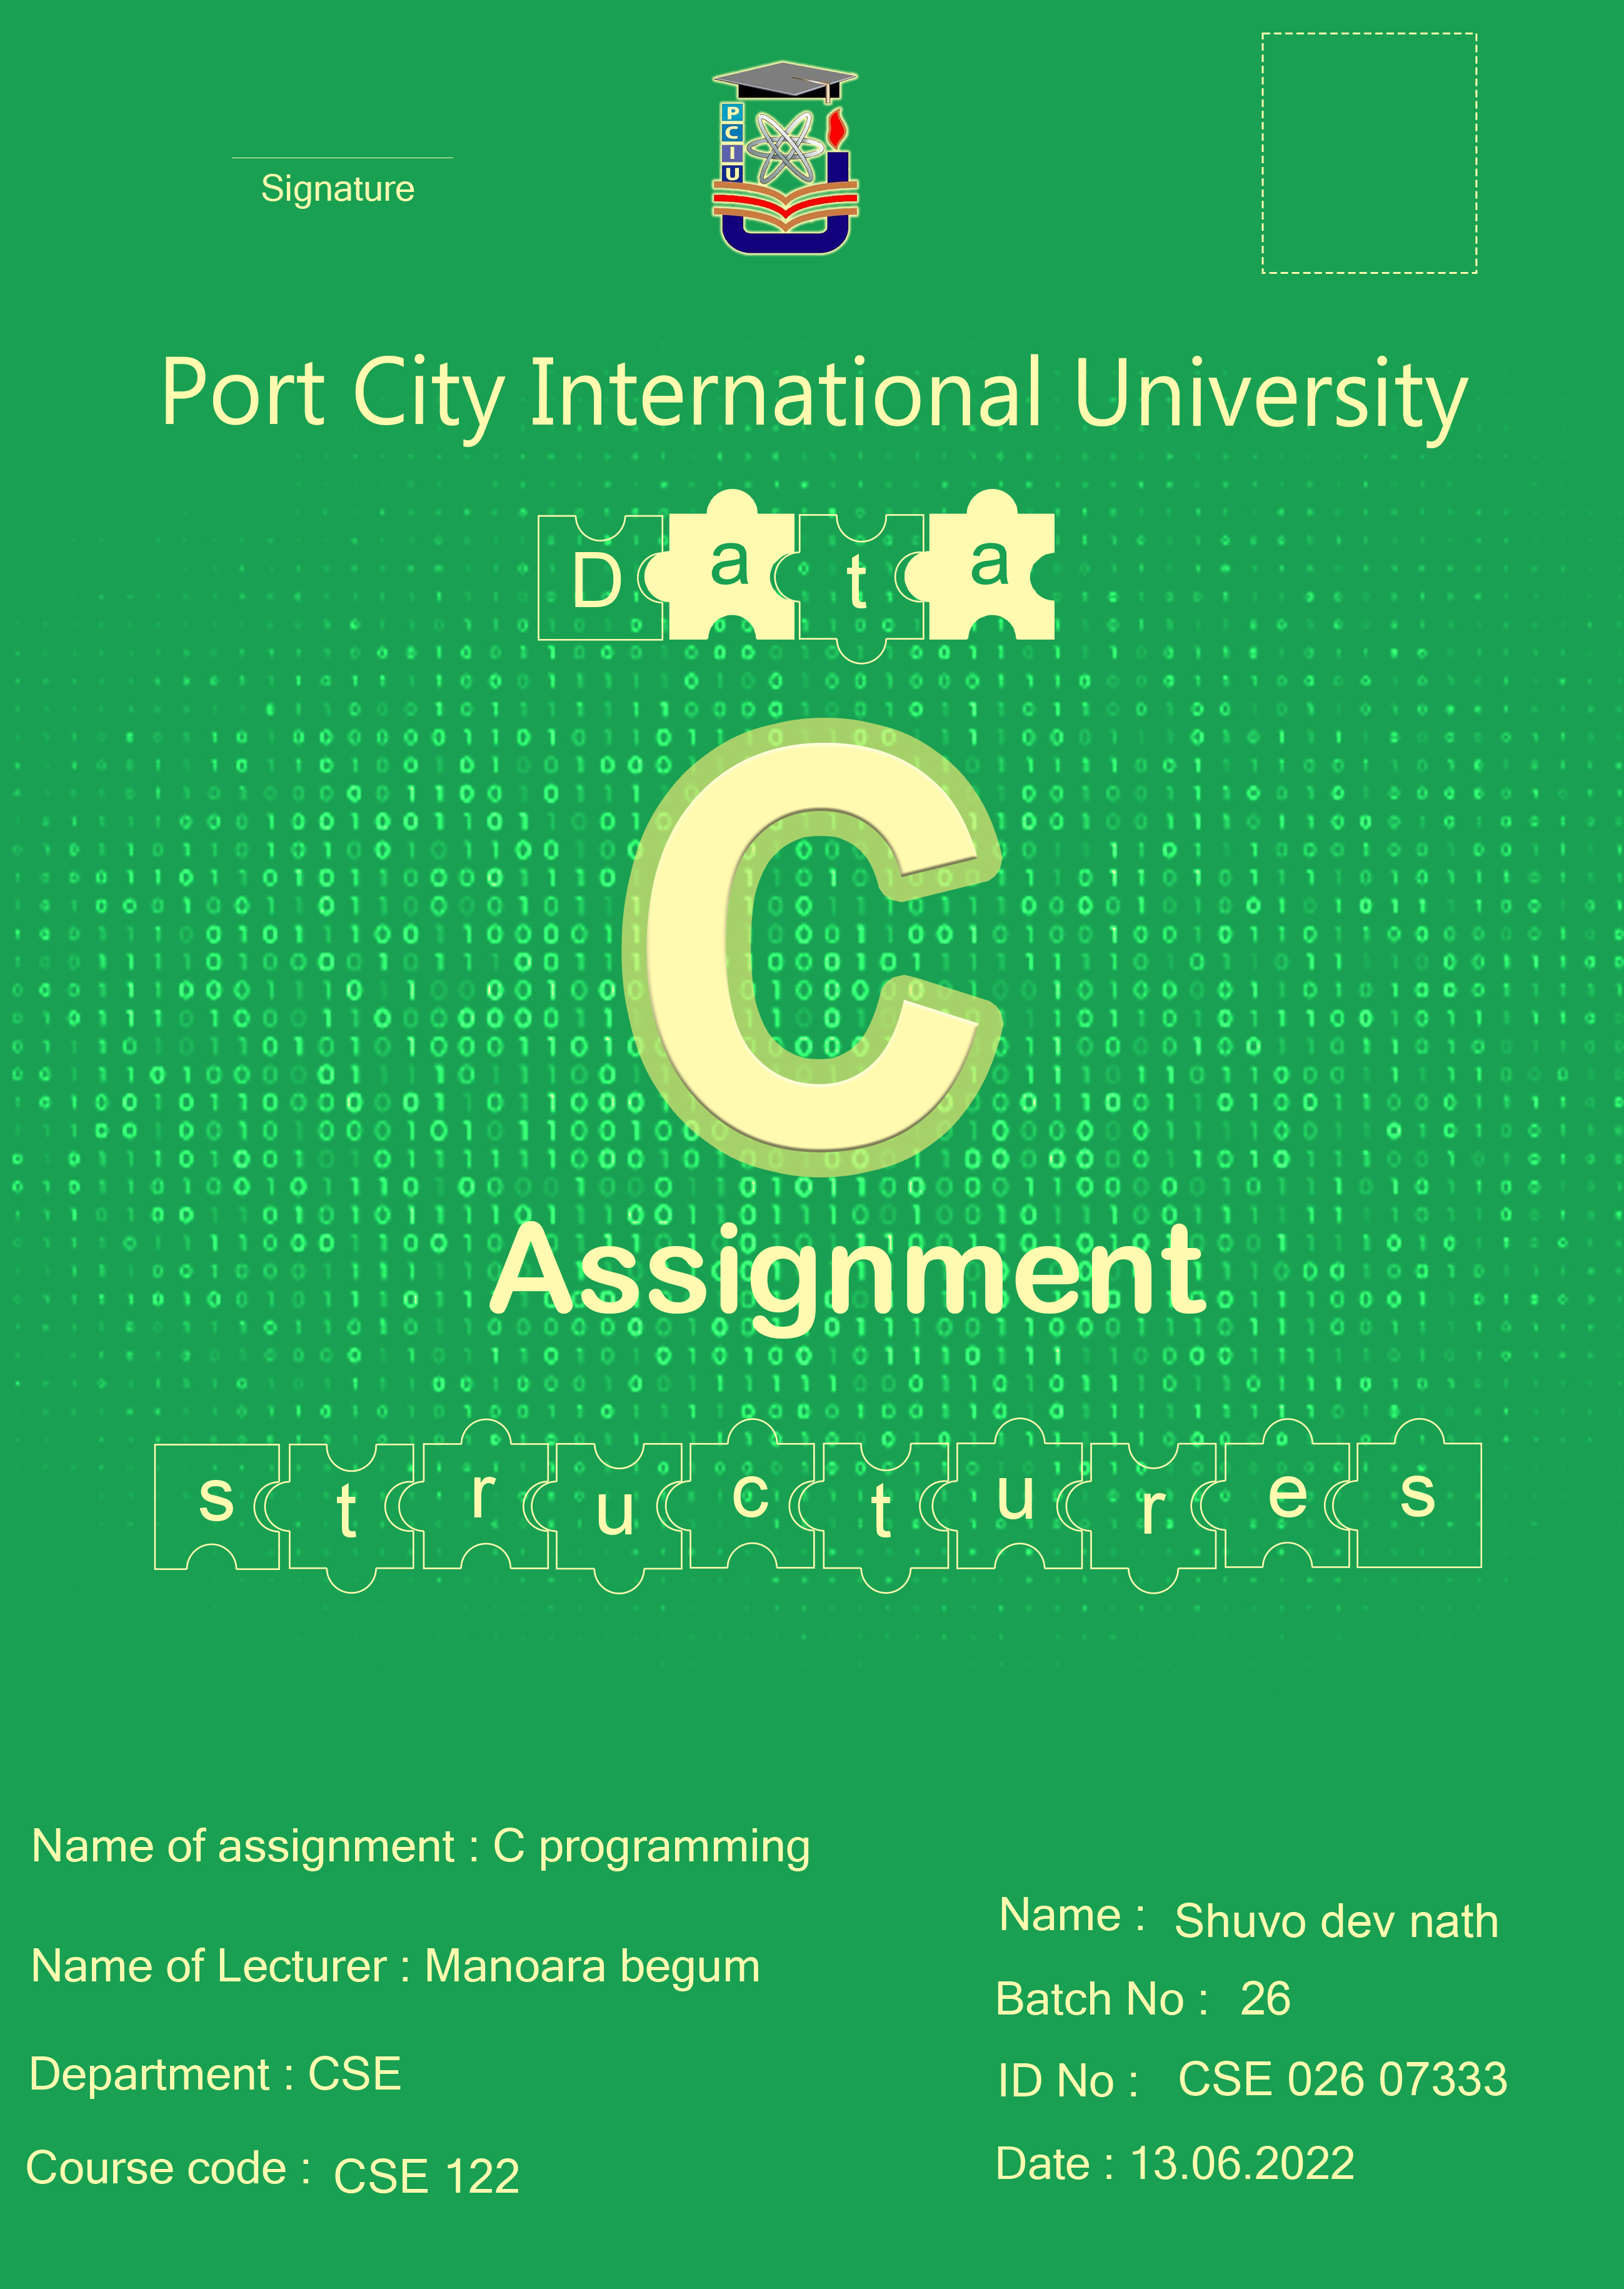 P
C
I
U
Signature
Port City International University
Data
C
Assignment
structures
Name of assignment : C programming
Name of Lecturer : Manoara begum
Department : CSE
Course code : CSE 122
Name : Shuvo dev nath
Batch No : 26
ID No : CSE 026 07333
Date : 13.06.2022